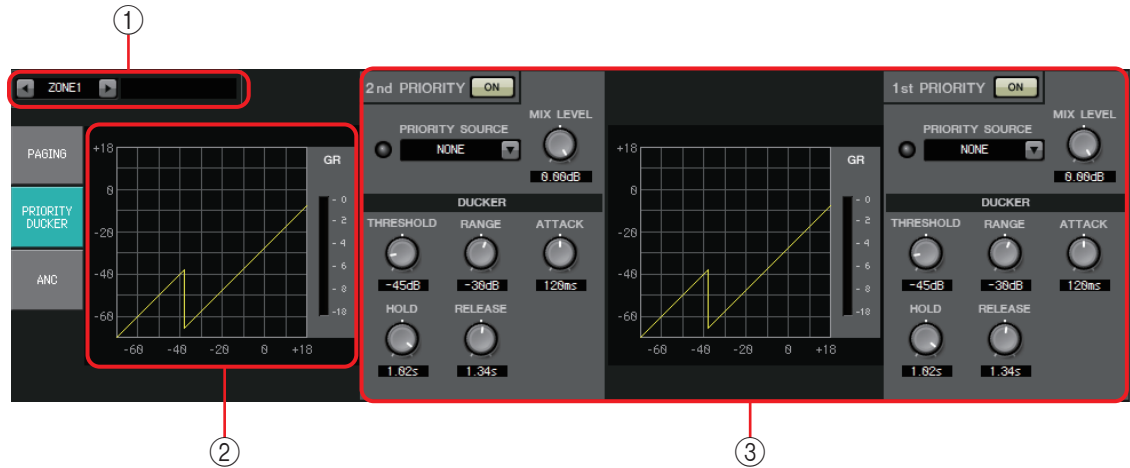 ①
ZONE1
2nd PRIORITY ON
1st PRIORITY ON
PAGING
PRIORITY
DUCKER
ANC
+18
0
-20
-40
-60
-60 -40 -20 0 +18
GR
0
2
4
6
8
-18
PRIORITY SOURCE
NONE
MIX LEVEL
0.00dB
DUCKER
THRESHOLD RANGE ATTACK
-45dB -30dB 120ms
HOLD RELEASE
1.02s 1.34s
+18
0
-20
-40
-60
-60 -40 -20 0 +18
GR
0
2
4
6
8
-18
PRIORITY SOURCE
NONE
MIX LEVEL
0.00dB
DUCKER
THRESHOLD RANGE ATTACK
-45dB -30dB 120ms
HOLD RELEASE
1.02s 1.34s
② ③